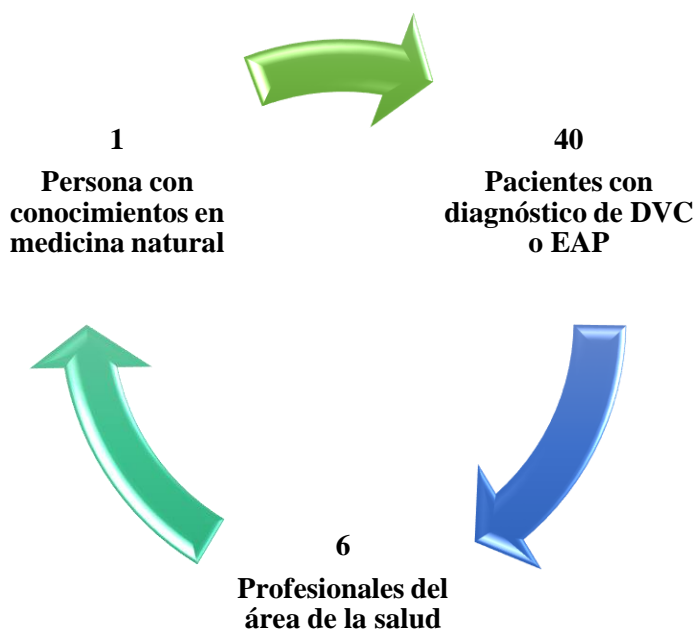 1
Persona con
conocimientos en
medicina natural
40
Pacientes con
diagnóstico de DVC
o EAP
6
Profesionales del
área de la salud